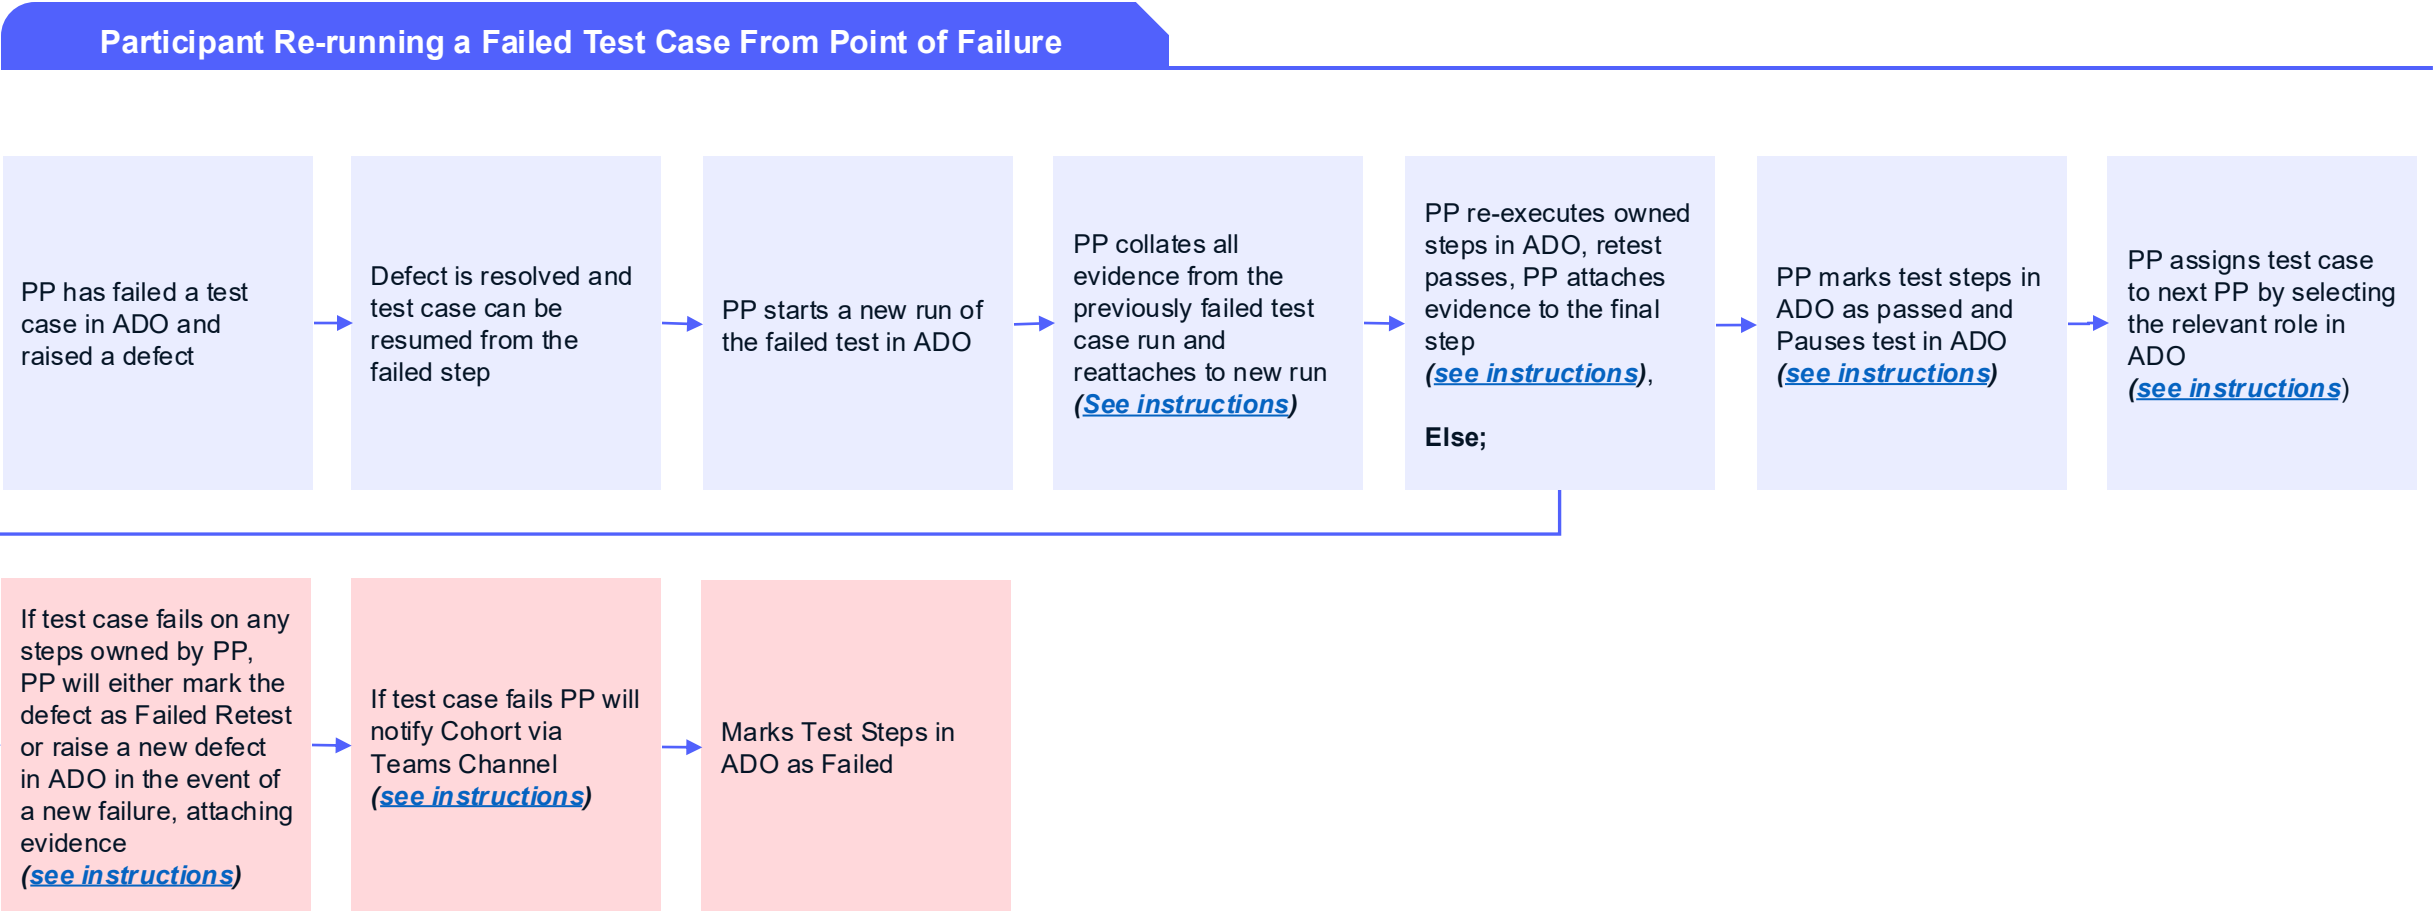 Participant Re-running a Failed Test Case From Point of Failure
PP has failed a test
case in ADO and
raised a defect
Defect is resolved and
test case can be
resumed from the
failed step
PP starts a new run of
the failed test in ADO
PP collates all
evidence from the
previously failed test
case run and
reattaches to new run
(See instructions)
PP re-executes owned
steps in ADO, retest
passes, PP attaches
evidence to the final
step
(see instructions),
Else;
PP marks test steps in
ADO as passed and
Pauses test in ADO
(see instructions)
PP assigns test case
to next PP by selecting
the relevant role in
ADO
(see instructions)
If test case fails on any
steps owned by PP,
PP will either mark the
defect as Failed Retest
or raise a new defect
in ADO in the event of
a new failure, attaching
evidence
(see instructions)
If test case fails PP will
notify Cohort via
Teams Channel
(see instructions)
Marks Test Steps in
ADO as Failed